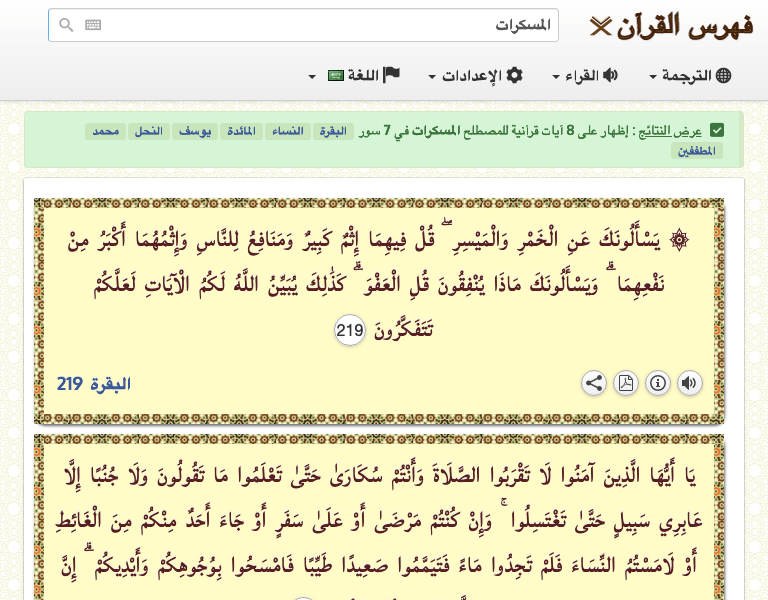 فهرس القرآن
المسكرات
الترجمة
القراء
الإعدادات
اللغة
عرض النتائج : إظهار على 8 آيات قرآنية للمصطلح المسكرات في 7 سور البقرة النساء المائدة يوسف النحل محمد
المطففين
۞ يَسْأَلُونَكَ عَنِ الْخَمْرِ وَالْمَيْسِرِ ۖ قُلْ فِيهِمَا إِثْمٌ كَبِيرٌ وَمَنَافِعُ لِلنَّاسِ وَإِثْمُهُمَا أَكْبَرُ مِنْ
نَفْعِهِمَا ۗ وَيَسْأَلُونَكَ مَاذَا يُنْفِقُونَ قُلِ الْعَفْوَ ۗ كَذَٰلِكَ يُبَيِّنُ اللَّهُ لَكُمُ الْآيَاتِ لَعَلَّكُمْ
تَتَفَكَّرُونَ 219
البقرة 219
يَا أَيُّهَا الَّذِينَ آمَنُوا لَا تَقْرَبُوا الصَّلَاةَ وَأَنْتُمْ سُكَارَىٰ حَتَّىٰ تَعْلَمُوا مَا تَقُولُونَ وَلَا جُنُبًا إِلَّا
عَابِرِي سَبِيلٍ حَتَّىٰ تَغْتَسِلُوا ۚ وَإِنْ كُنْتُمْ مَرْضَىٰ أَوْ عَلَىٰ سَفَرٍ أَوْ جَاءَ أَحَدٌ مِنْكُمْ مِنَ الْغَائِطِ
أَوْ لَامَسْتُمُ النِّسَاءَ فَلَمْ تَجِدُوا مَاءً فَتَيَمَّمُوا صَعِيدًا طَيِّبًا فَامْسَحُوا بِوُجُوهِكُمْ وَأَيْدِيكُمْ ۗ إِنَّ